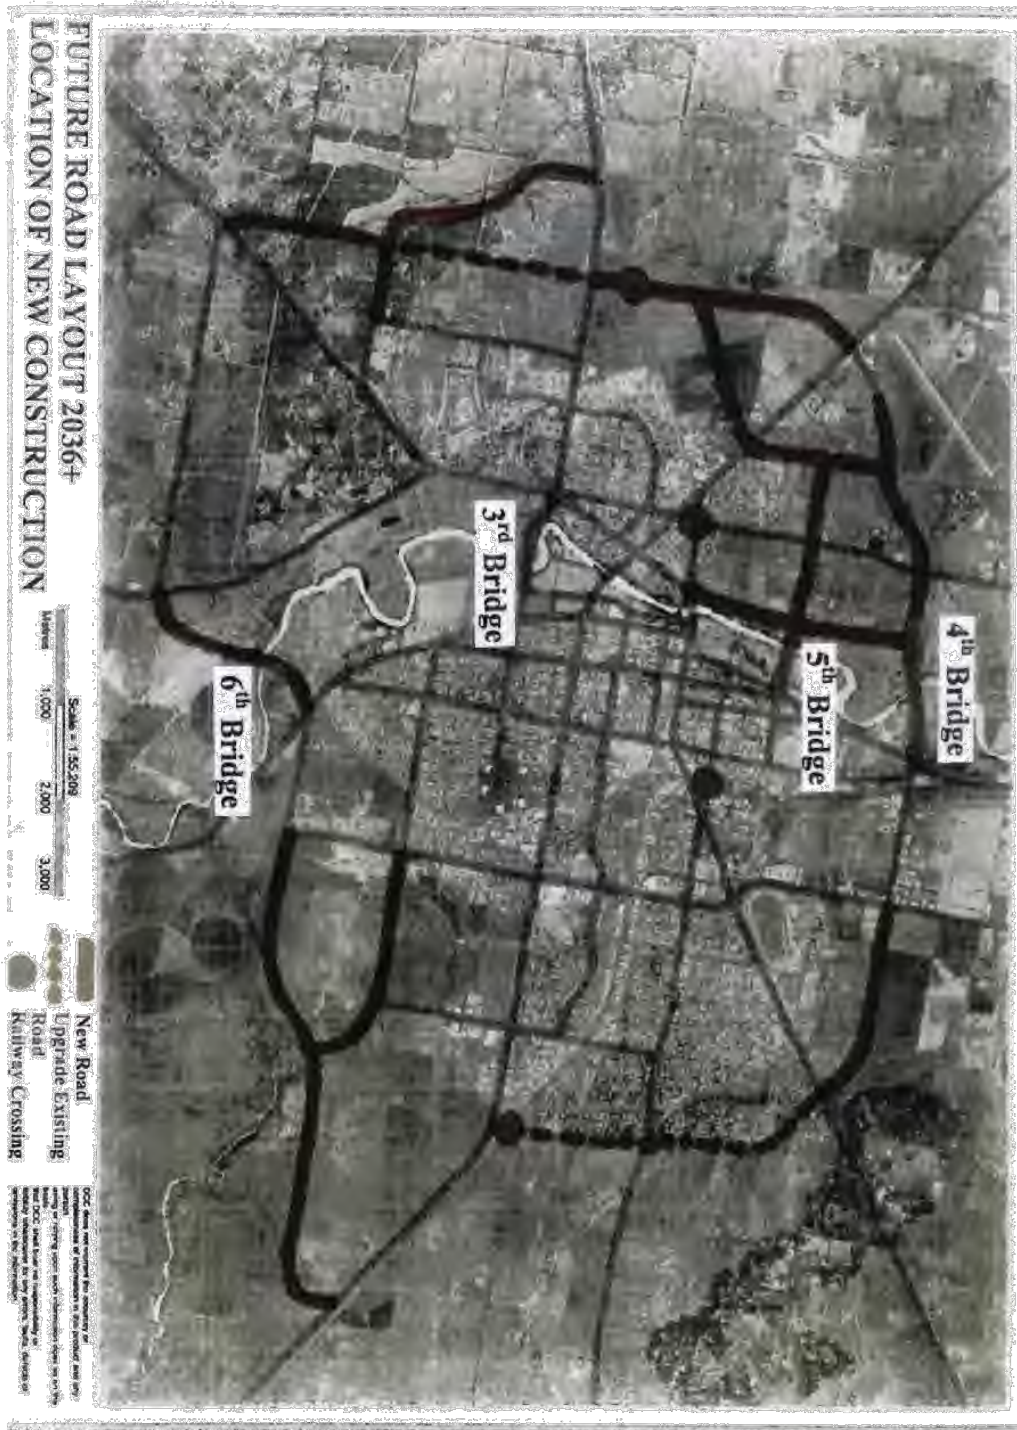 FUTURE ROAD LAYOUT 2036+
LOCATION OF NEW CONSTRUCTION
3rd Bridge
4th Bridge
5th Bridge
6th Bridge
Scale = 1:55,209
Metres 1,000 2,000 3,000
New Road
Upgrade Existing
Road
Railway Crossing